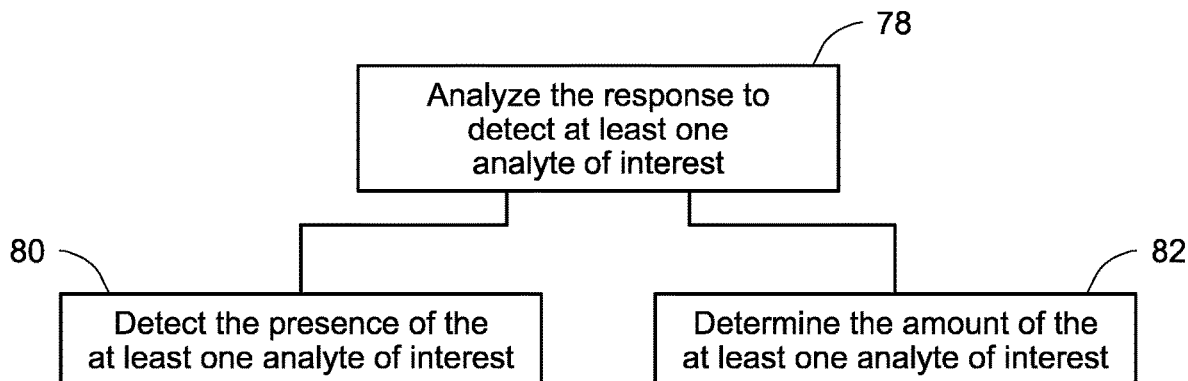 78
Analyze the response to
detect at least one
analyte of interest
80
82
Detect the presence of the
at least one analyte of interest
Determine the amount of the
at least one analyte of interest